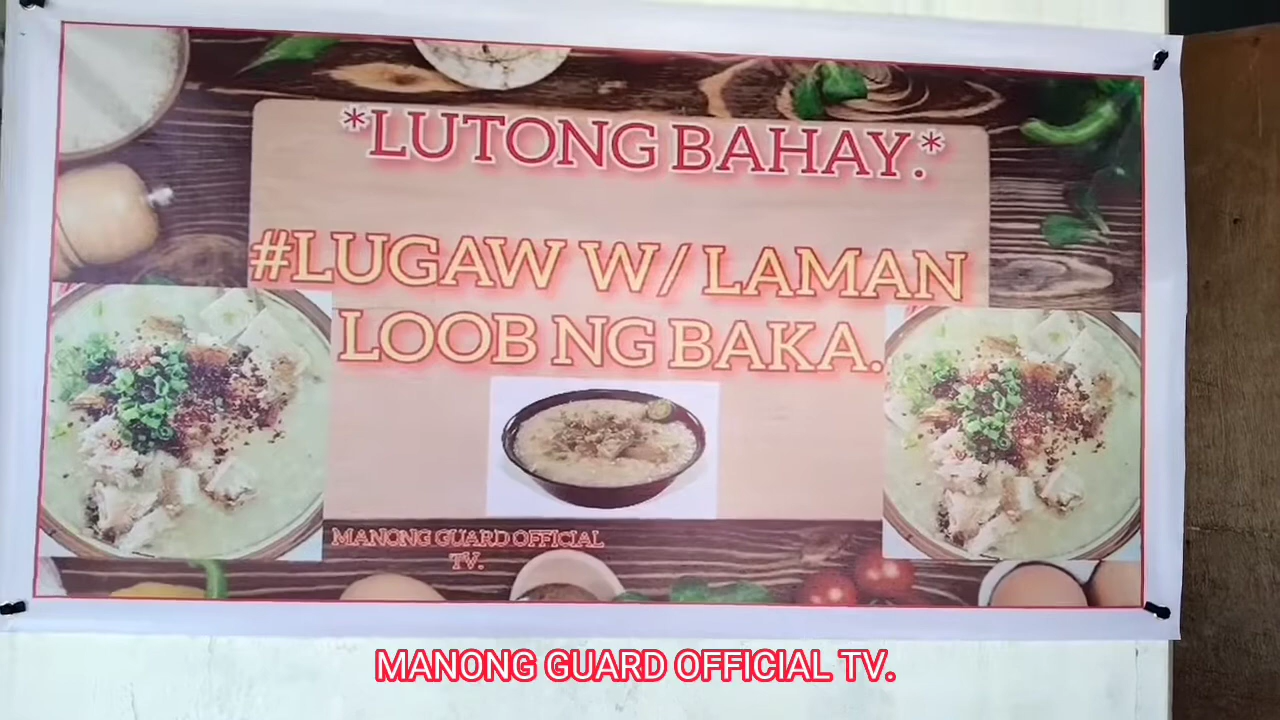 *LUTONG BAHAY.*
#LUGAW W/ LAMAN
LOOB NG BAKA.
MANONG GUARD OFFICIAL
TV.
MANONG GUARD OFFICIAL TV.